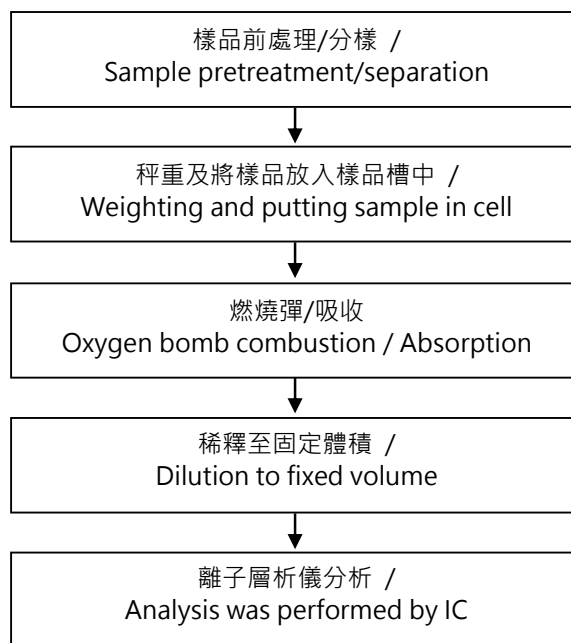 樣品前處理/分樣 /
Sample pretreatment/separation
秤重及將樣品放入樣品槽中 /
Weighting and putting sample in cell
燃燒彈/吸收
Oxygen bomb combustion / Absorption
稀釋至固定體積 /
Dilution to fixed volume
離子層析儀分析 /
Analysis was performed by IC